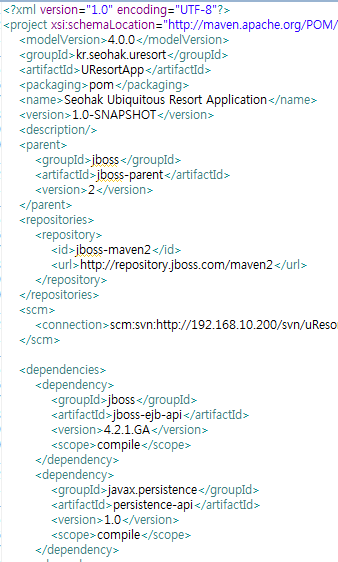 <?xml version="1.0" encoding="UTF-8"?>
<project xsi:schemaLocation="http://maven.apache.org/POM/
<modelVersion>4.0.0</modelVersion>
<groupId>kr.seohak.uresort</groupId>
<artifactId>UResortApp</artifactId>
<packaging>pom</packaging>
<name>Seohak Ubiquitous Resort Application</name>
<version>1.0-SNAPSHOT</version>
<description/>
<parent>
<groupId>jboss</groupId>
<artifactId>jboss-parent</artifactId>
<version>2</version>
</parent>
<repositories>
<repository>
<id>jboss-maven2</id>
<url>http://repository.jboss.com/maven2</url>
</repository>
</repositories>
<scm>
<connection>scm:svn:http://192.168.10.200/svn/uReso
</scm>
<dependencies>
<dependency>
<groupId>jboss</groupId>
<artifactId>jboss-ejb-api</artifactId>
<version>4.2.1.GA</version>
<scope>compile</scope>
</dependency>
<dependency>
<groupId>javax.persistence</groupId>
<artifactId>persistence-api</artifactId>
<version>1.0</version>
<scope>compile</scope>
</dependency>